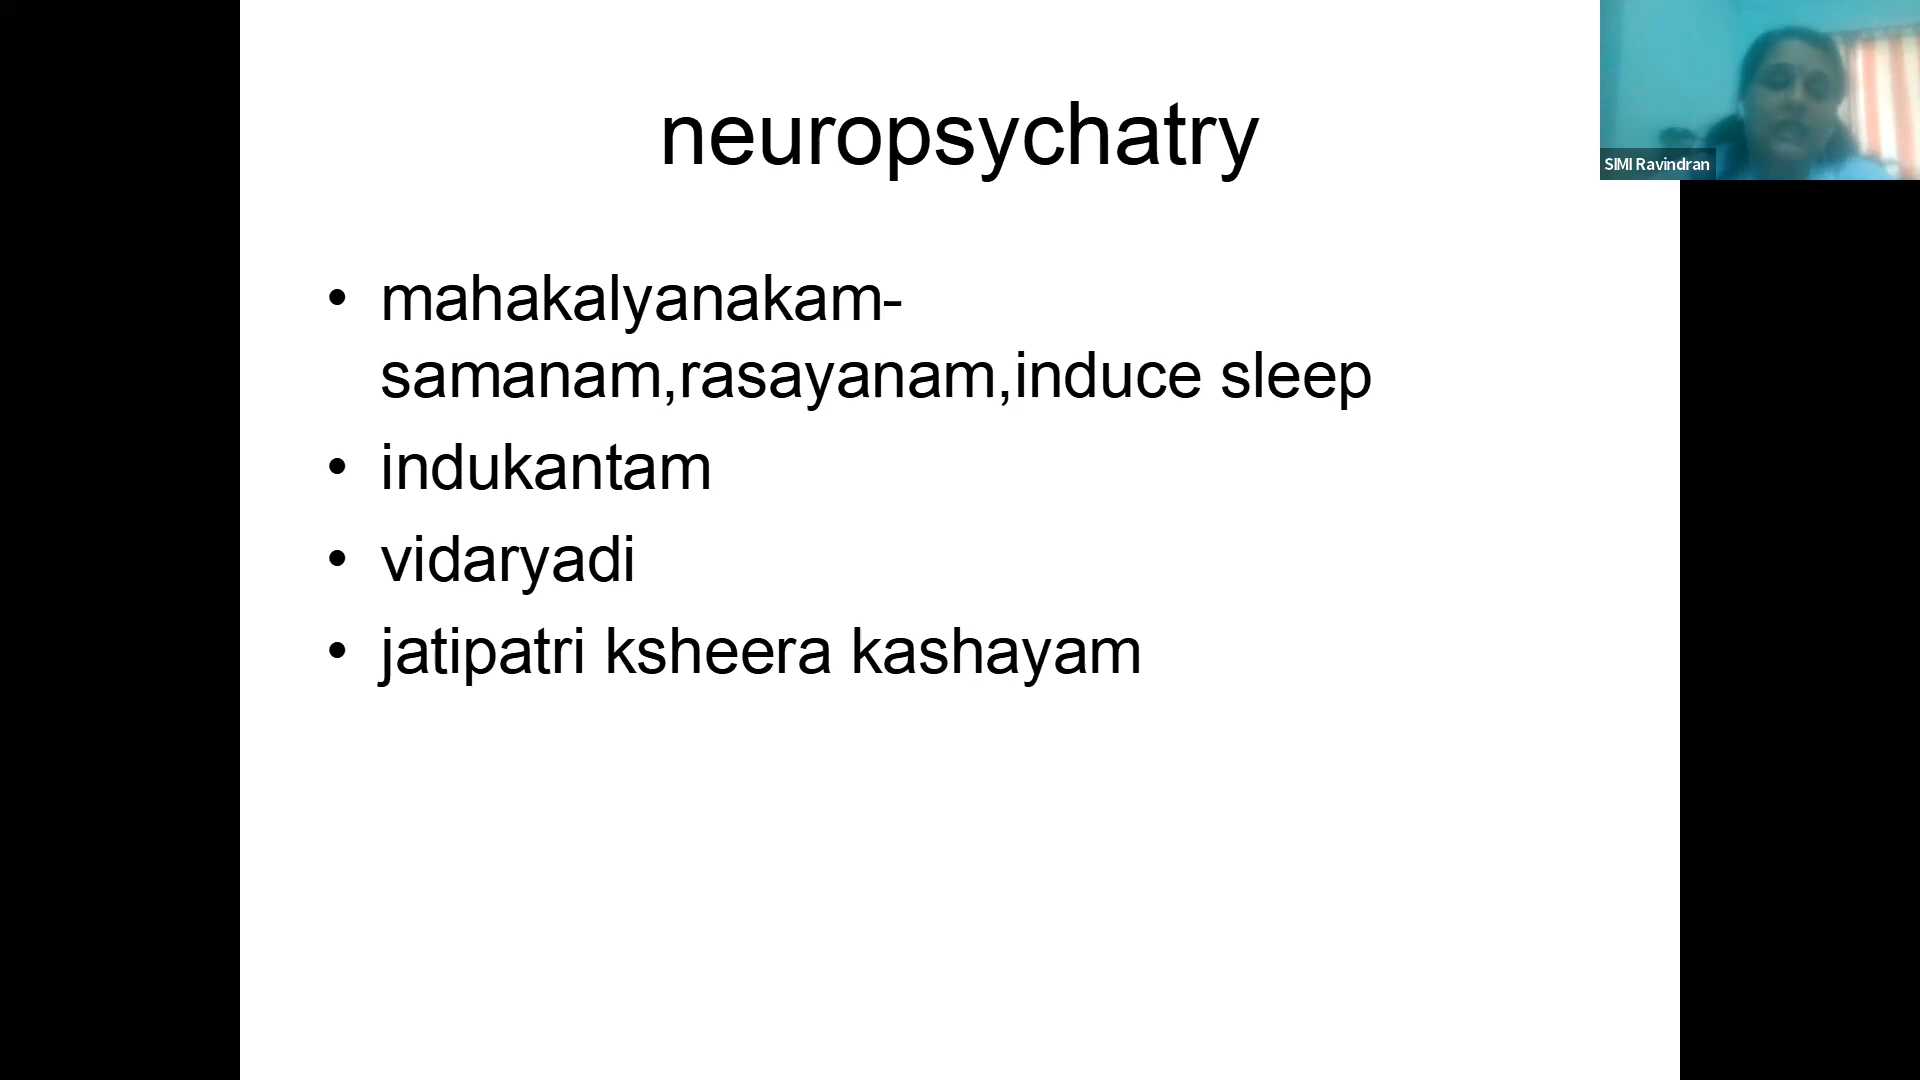 neuropsychatry
SIMI Ravindran
• mahakalyanakam-
samanam,rasayanam,induce sleep
• indukantam
• vidaryadi
• jatipatri ksheera kashayam